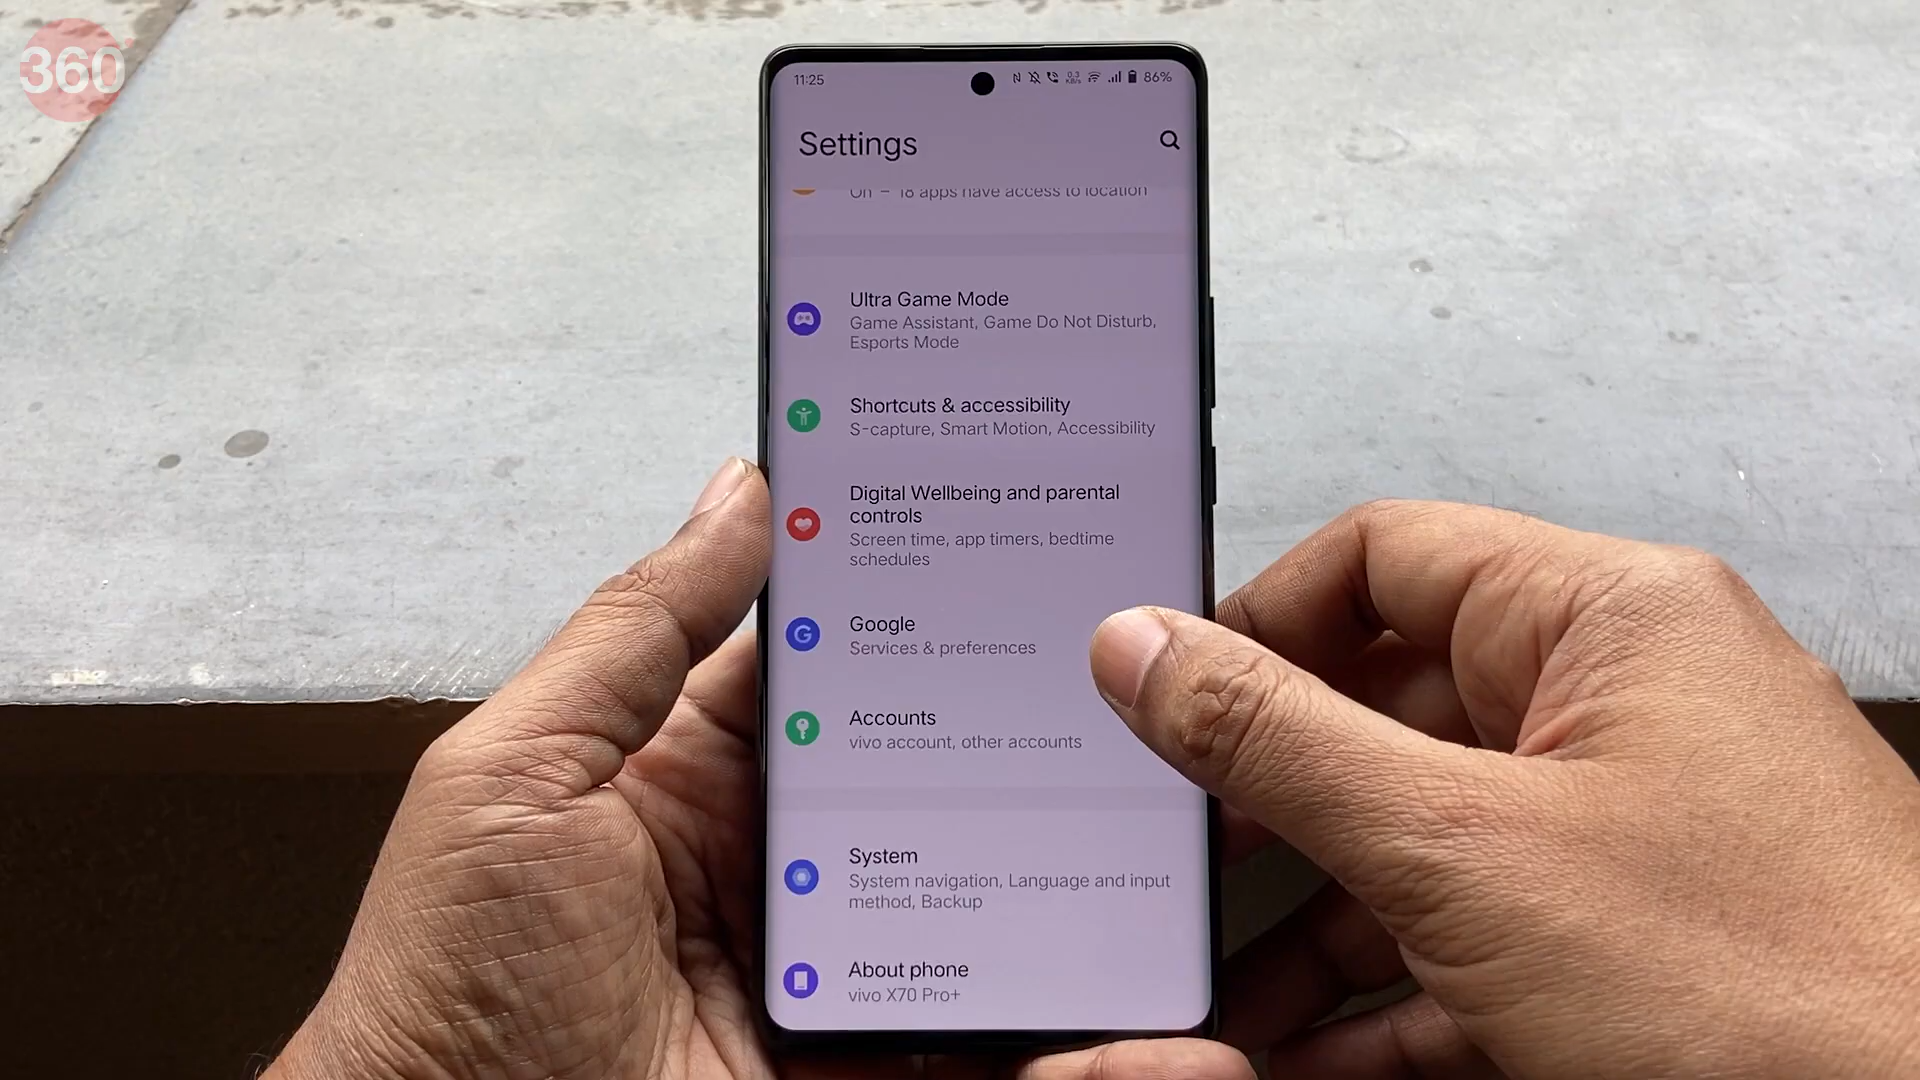 360
11:25
0.3
KB/s
86%
Settings
On – 18 apps have access to location
Ultra Game Mode
Game Assistant, Game Do Not Disturb,
Esports Mode
Shortcuts & accessibility
S-capture, Smart Motion, Accessibility
Digital Wellbeing and parental
controls
Screen time, app timers, bedtime
schedules
G
Google
Services & preferences
Accounts
vivo account, other accounts
System
System navigation, Language and input
method, Backup
About phone
vivo X70 Pro+